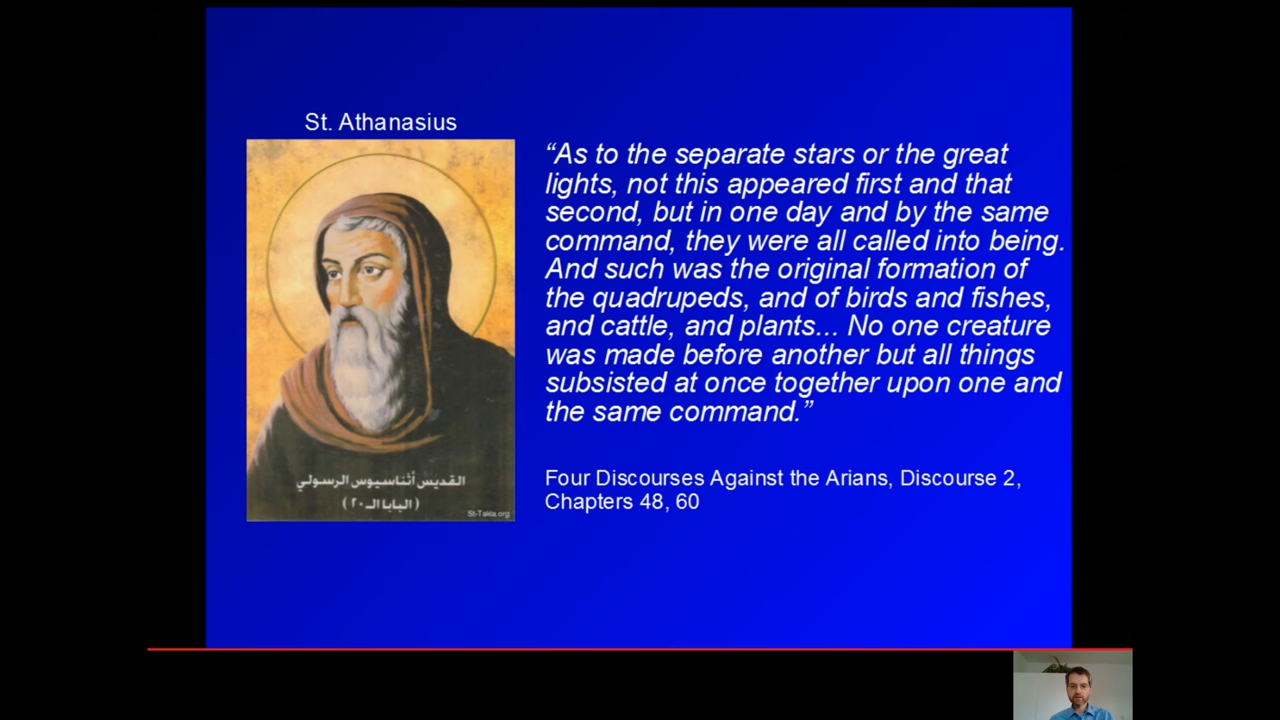 St. Athanasius
“As to the separate stars or the great
lights, not this appeared first and that
second, but in one day and by the same
command, they were all called into being.
And such was the original formation of
the quadrupeds, and of birds and fishes,
and cattle, and plants... No one creature
was made before another but all things
subsisted at once together upon one and
the same command.”
Four Discourses Against the Arians, Discourse 2,
Chapters 48, 60
القديس أثناسيوس الرسولي
(البابا الـ٢٠)
St-Takla.org